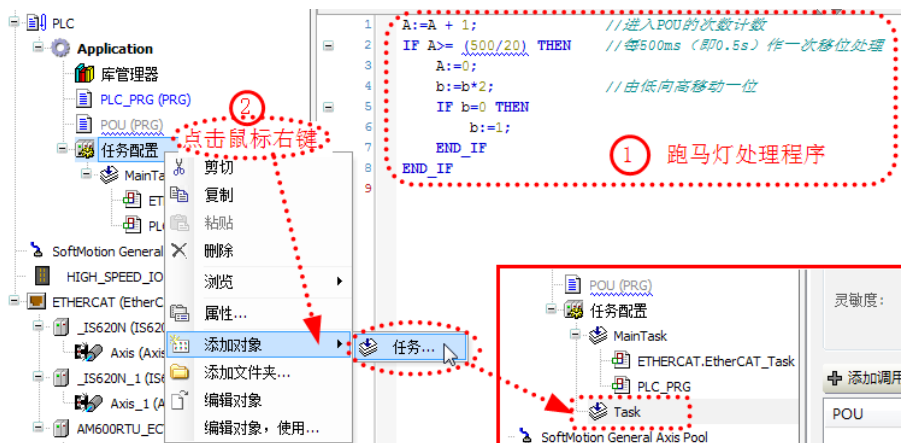 PLC
Application
库管理器
PLC_PRG (PRG)
POU (PRG)
任务配置
MainTa
ET
PL
SoftMotion General
HIGH_SPEED_IO
ETHERCAT (EtherC
_IS620N (IS620
Axis (Axis
_IS620N_1 (IS6
Axis_1 (A
AM600RTU_EC
②
点击鼠标右键
剪切
复制
粘贴
删除
浏览
属性...
添加对象
添加文件夹...
编辑对象
编辑对象，使用...
任务...
1 A:=A + 1; //进入POU的次数计数
2 IF A>= (500/20) THEN //每500ms（即0.5s）作一次移位处理
3 A:=0;
4 b:=b*2; //由低向高移动一位
5 IF b=0 THEN
6 b:=1;
7 END_IF
8 END_IF
9
① 跑马灯处理程序
POU (PRG)
任务配置
MainTask
ETHERCAT.EtherCAT_Task
PLC_PRG
Task
SoftMotion General Axis Pool
灵敏度:
添加调用
POU